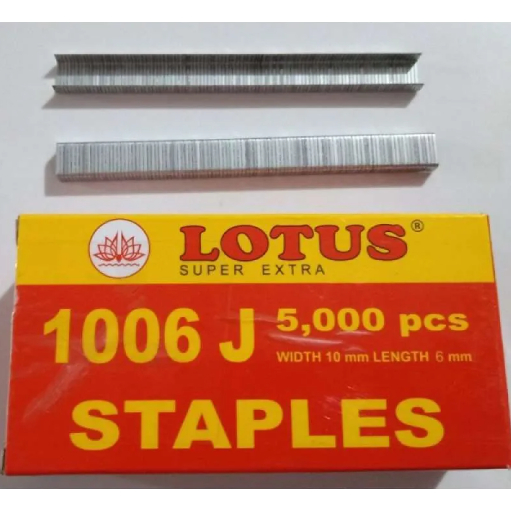 LOTUS®
SUPER EXTRA
1006 J 5,000 pcs
WIDTH 10 mm LENGTH 6 mm
STAPLES